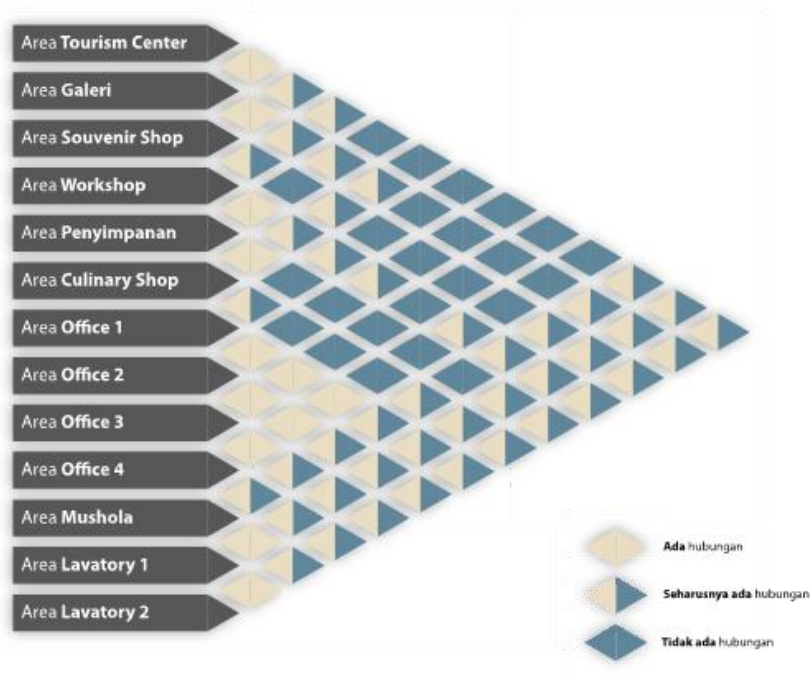 Area Tourism Center
Area Galeri
Area Souvenir Shop
Area Workshop
Area Penyimpanan
Area Culinary Shop
Area Office 1
Area Office 2
Area Office 3
Area Office 4
Area Mushola
Area Lavatory 1
Area Lavatory 2
Ada hubungan
Seharusnya ada hubungan
Tidak ada hubungan